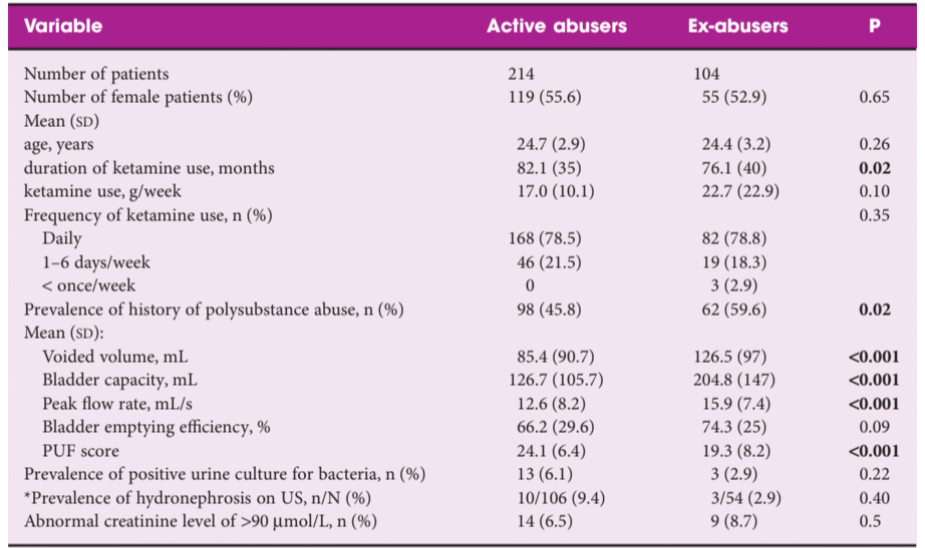 Variable Active abusers Ex-abusers P
Number of patients 214 104
Number of female patients (%) 119 (55.6) 55 (52.9) 0.65
Mean (SD)
age, years 24.7 (2.9) 24.4 (3.2) 0.26
duration of ketamine use, months 82.1 (35) 76.1 (40) 0.02
ketamine use, g/week 17.0 (10.1) 22.7 (22.9) 0.10
Frequency of ketamine use, n (%) 0.35
Daily 168 (78.5) 82 (78.8)
1–6 days/week 46 (21.5) 19 (18.3)
< once/week 0 3 (2.9)
Prevalence of history of polysubstance abuse, n (%) 98 (45.8) 62 (59.6) 0.02
Mean (SD):
Voided volume, mL 85.4 (90.7) 126.5 (97) <0.001
Bladder capacity, mL 126.7 (105.7) 204.8 (147) <0.001
Peak flow rate, mL/s 12.6 (8.2) 15.9 (7.4) <0.001
Bladder emptying efficiency, % 66.2 (29.6) 74.3 (25) 0.09
PUF score 24.1 (6.4) 19.3 (8.2) <0.001
Prevalence of positive urine culture for bacteria, n (%) 13 (6.1) 3 (2.9) 0.22
*Prevalence of hydronephrosis on US, n/N (%) 10/106 (9.4) 3/54 (2.9) 0.40
Abnormal creatinine level of >90 μmol/L, n (%) 14 (6.5) 9 (8.7) 0.5